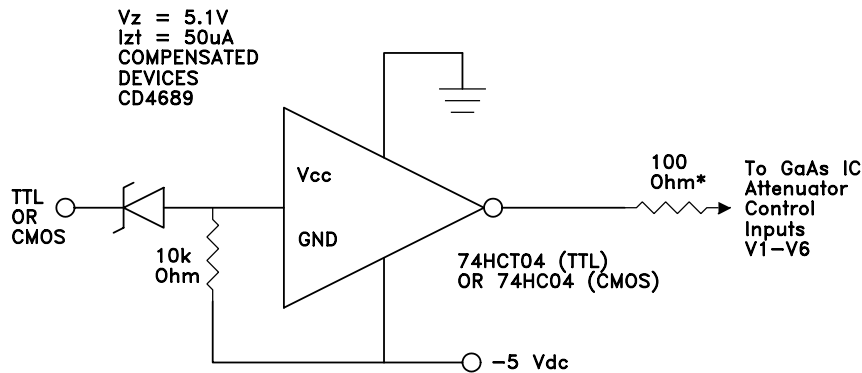 Vz = 5.1V
Izt = 50uA
COMPENSATED
DEVICES
CD4689
Vcc
GND
TTL
OR
CMOS
10k
Ohm
100
Ohm*
To GaAs IC
Attenuator
Control
Inputs
V1-V6
74HCT04 (TTL)
OR 74HC04 (CMOS)
-5 Vdc